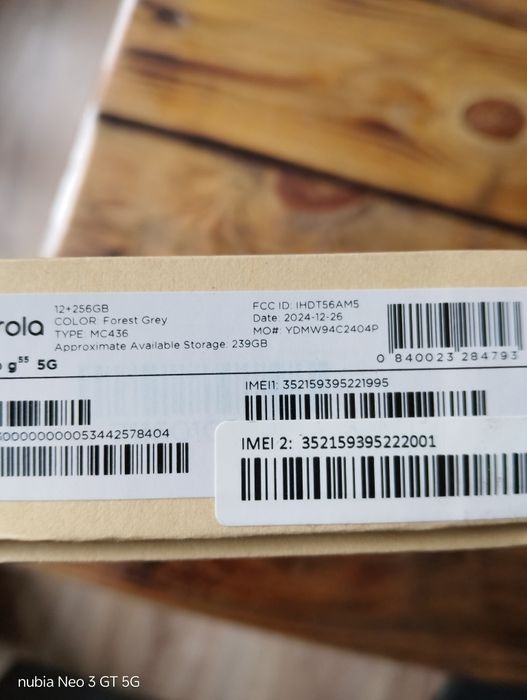 rola
12+256GB
COLOR: Forest Grey
TYPE: MC436
Approximate Available Storage: 239GB
FCC ID: IHDT56AM5
Date: 2024-12-26
MO#: YDMW94C2404P
0 840023 284793
g55 5G
IMEI1: 352159395221995
00000000053442578404
IMEI 2: 352159395222001
nubia Neo 3 GT 5G